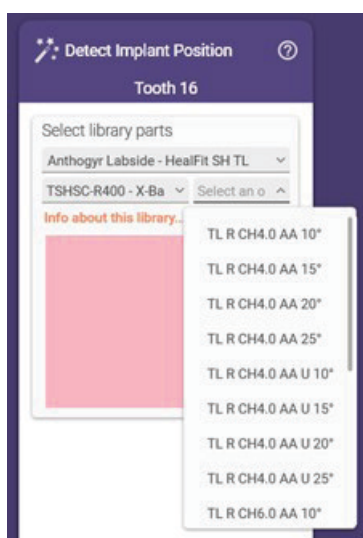 Detect Implant Position
Tooth 16
Select library parts
Anthogyr Labside - HealFit SH TL
TSHSC-R400 - X-Ba Select an o
Info about this library..
TL R CH4.0 AA 10°
TL R CH4.0 AA 15°
TL R CH4.0 AA 20°
TL R CH4.0 AA 25°
TL R CH4.0 AA U 10°
TL R CH4.0 AA U 15°
TL R CH4.0 AA U 20°
TL R CH4.0 AA U 25°
TL R CH6.0 AA 10°